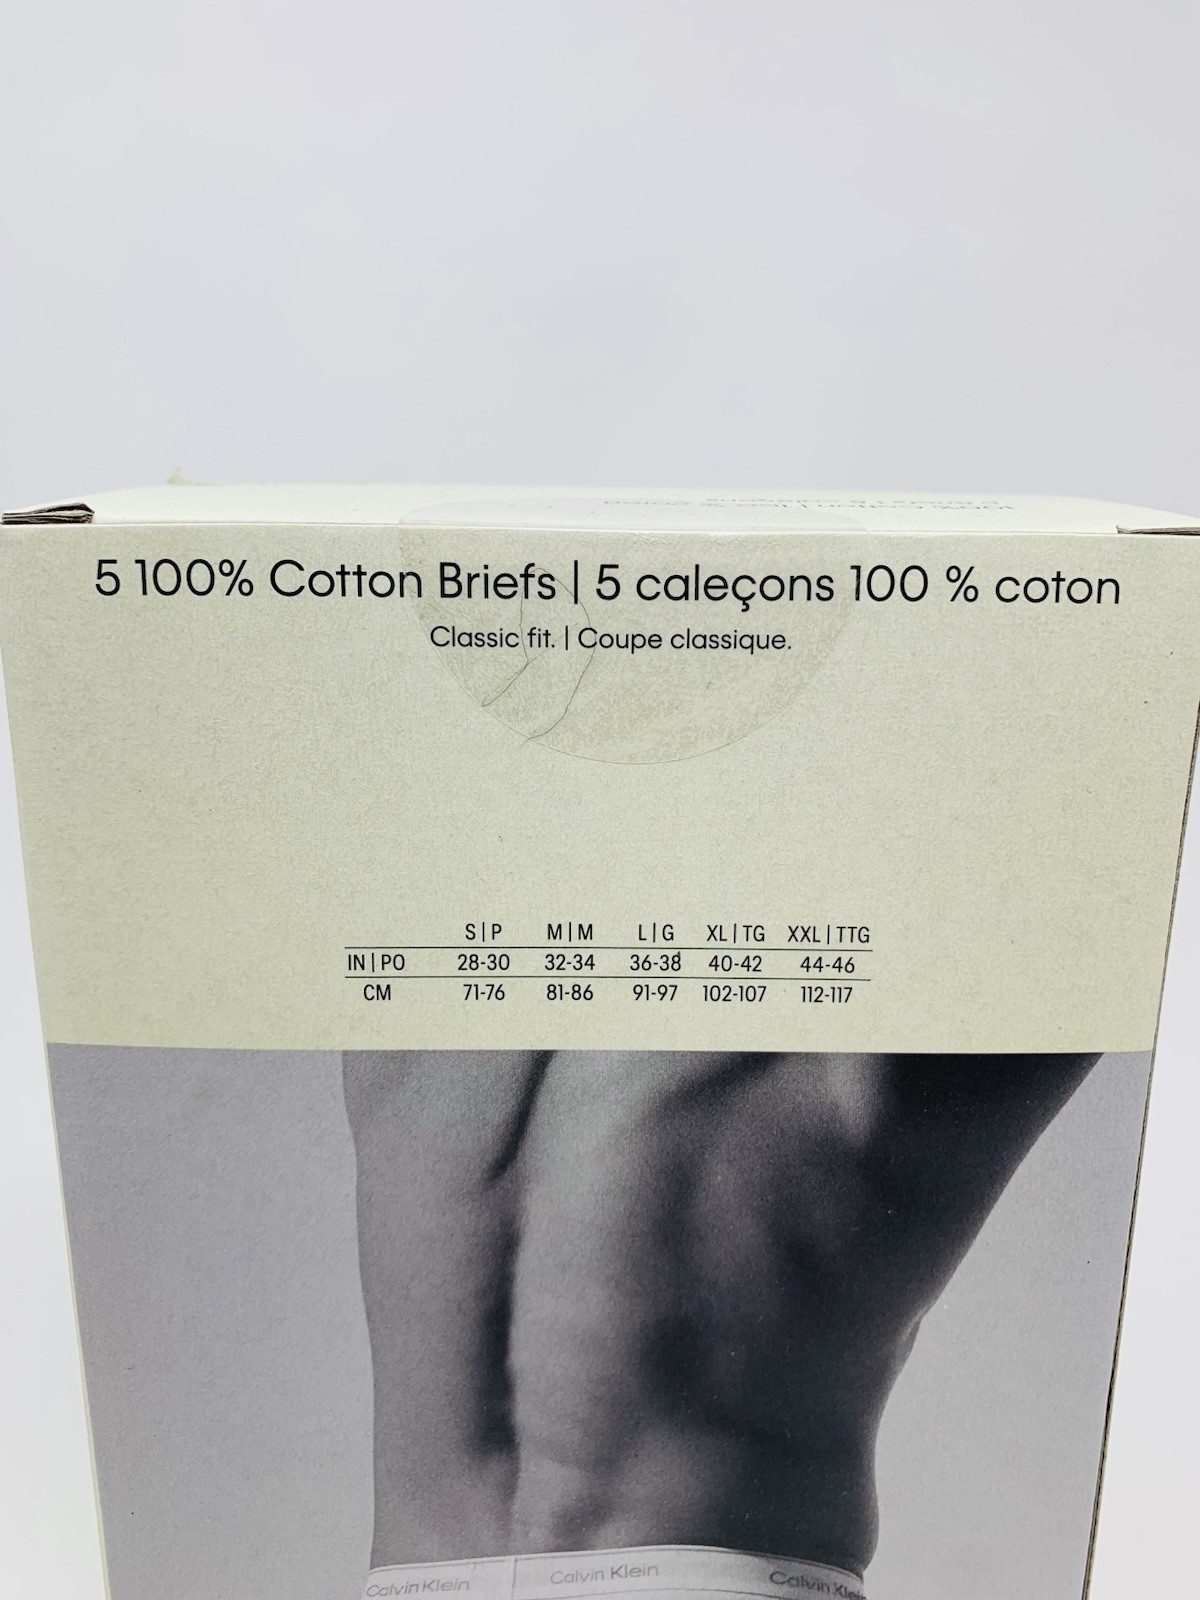 5 100% Cotton Briefs | 5 caleçons 100 % coton
Classic fit. | Coupe classique.
S|P M|M L|G XL|TG XXL|TTG
IN|PO 28-30 32-34 36-38 40-42 44-46
CM 71-76 81-86 91-97 102-107 112-117
Calvin Klein Calvin Klein Calvin Klein